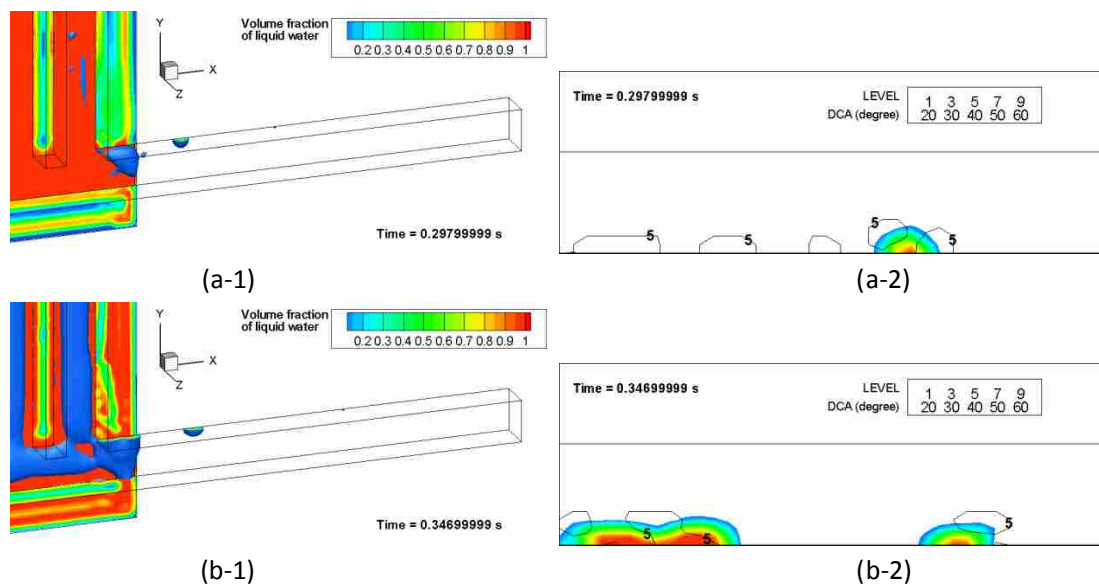 Volume fraction
of liquid water
0.2 0.3 0.4 0.5 0.6 0.7 0.8 0.9 1
Y
X
Z
Time = 0.29799999 s
(a-1)
Time = 0.29799999 s
LEVEL 1 3 5 7 9
DCA (degree) 20 30 40 50 60
5 5 5 5
(a-2)
Volume fraction
of liquid water
0.2 0.3 0.4 0.5 0.6 0.7 0.8 0.9 1
Y
X
Z
Time = 0.34699999 s
(b-1)
Time = 0.34699999 s
LEVEL 1 3 5 7 9
DCA (degree) 20 30 40 50 60
5 5 5
(b-2)